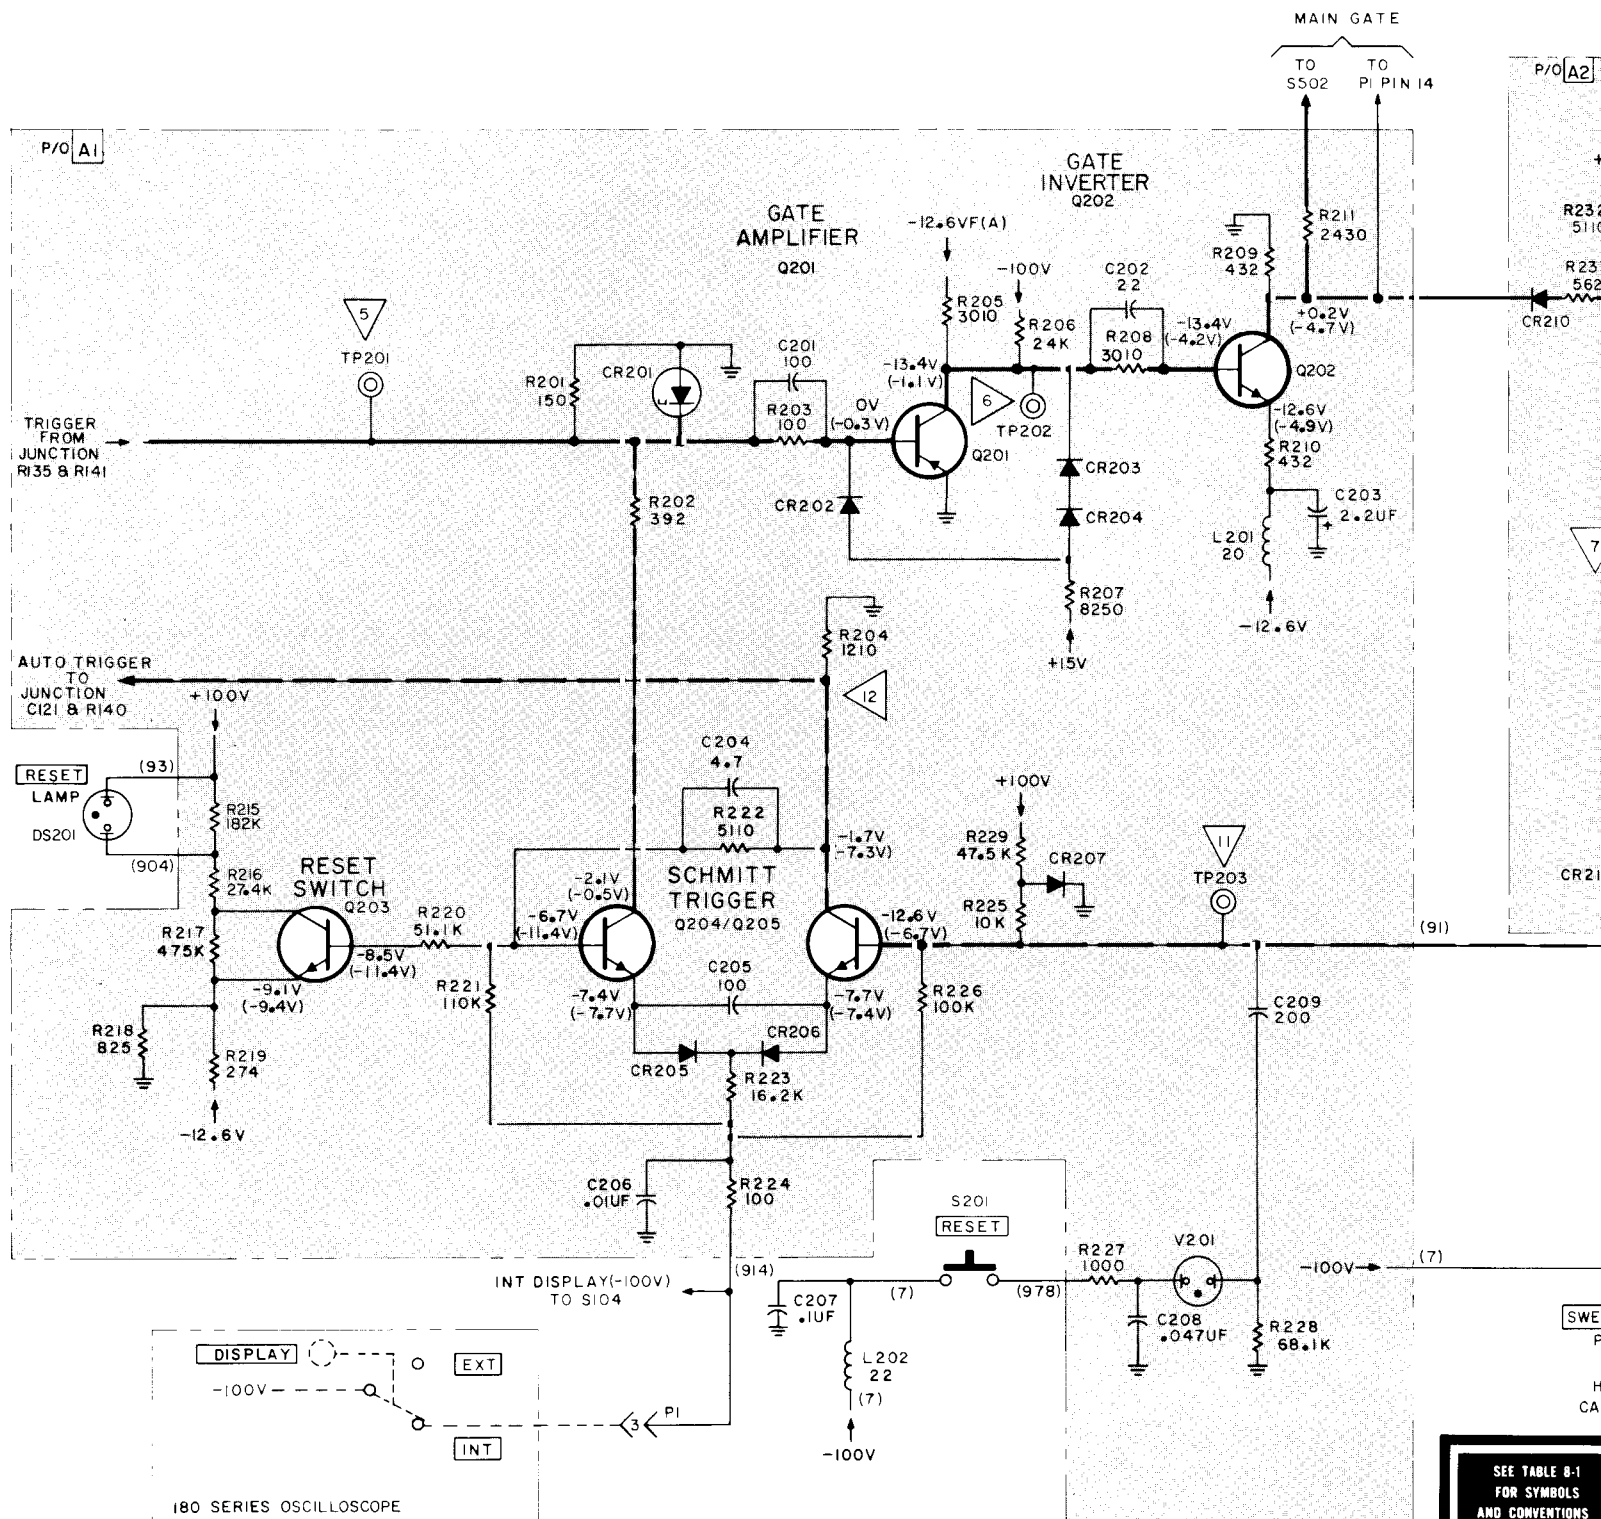 MAIN GATE
TO
S502
TO
P1 PIN 14
P/O A2
P/O A1
GATE
INVERTER
Q202
GATE
AMPLIFIER
Q201
-12.6VF(A)
-100V
C202
22
R209
432
R211
2430
R232
5110
5
TP201
R205
3010
R206
24K
R208
3010
-13.4V
(-4.2V)
+0.2V
(-4.7V)
CR210
562
C201
100
R201
150
CR201
R203
100
0V
(-0.3V)
-13.4V
(-1.1V)
6
TP202
Q202
TRIGGER
FROM
JUNCTION
R135 & R141
Q201
-12.6V
(-4.9V)
R210
432
CR203
R202
392
CR202
CR204
C203
2.2UF
+
L201
20
7
R207
8250
-12.6V
+15V
R204
1210
AUTO TRIGGER
TO
JUNCTION
C121 & R140
+100V
12
C204
4.7
RESET
LAMP
DS201
(93)
(904)
R215
182K
R216
27.4K
R222
5110
-1.7V
-7.3V)
+100V
R229
47.5K
CR207
11
TP203
RESET
SWITCH
Q203
SCHMITT
TRIGGER
Q204/Q205
-2.1V
(-0.5V)
-6.7V
(-11.4V)
R225
10K
-12.6V
(-6.7V)
R217
475K
R220
51.1K
-8.5V
(-11.4V)
(91)
-9.1V
(-9.4V)
R221
110K
-7.4V
(-7.7V)
C205
100
-7.7V
(-7.4V)
R226
100K
C209
200
R218
825
R219
274
CR205
CR206
R223
16.2K
-12.6V
C206
.01UF
R224
100
S201
RESET
R227
1000
V201
-100V
(7)
INT DISPLAY(-100V)
TO S104
(914)
C207
.1UF
(7)
(978)
C208
.047UF
R228
68.1K
L202
22
(7)
-100V
DISPLAY
EXT
-100V
INT
3
P1
180 SERIES OSCILLOSCOPE
SEE TABLE 8-1
FOR SYMBOLS
AND CONVENTIONS